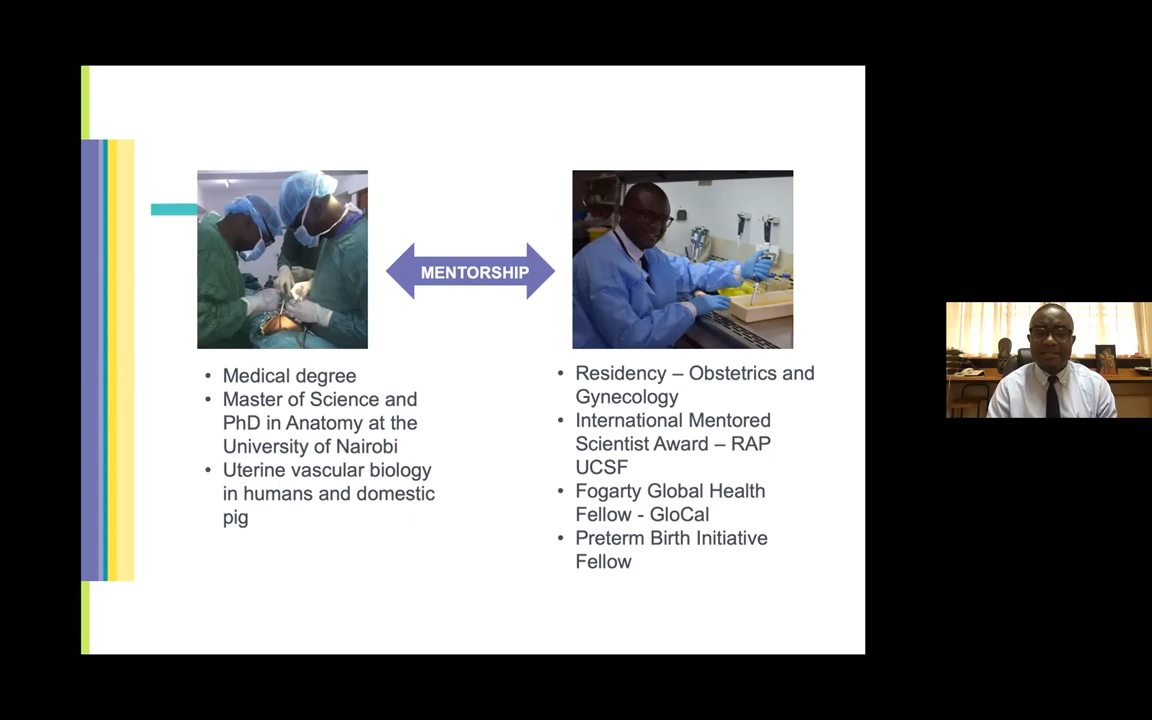 MENTORSHIP
• Medical degree
• Master of Science and
PhD in Anatomy at the
University of Nairobi
• Uterine vascular biology
in humans and domestic
pig
• Residency – Obstetrics and
Gynecology
• International Mentored
Scientist Award – RAP
UCSF
• Fogarty Global Health
Fellow - GloCal
• Preterm Birth Initiative
Fellow